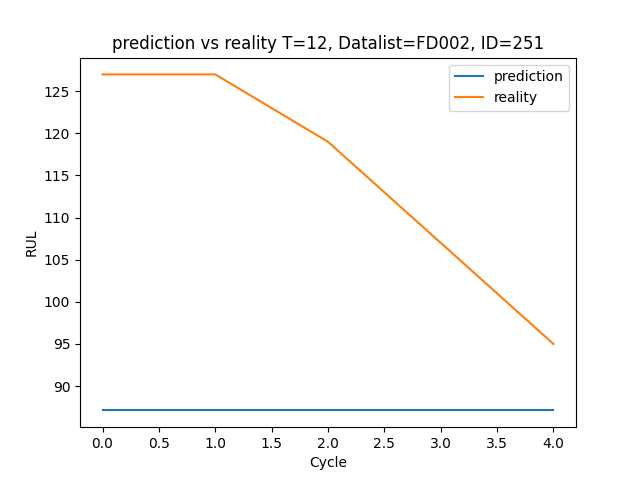 prediction vs reality T=12, Datalist=FD002, ID=251
prediction
reality
RUL
125
120
115
110
105
100
95
90
0.0 0.5 1.0 1.5 2.0 2.5 3.0 3.5 4.0
Cycle